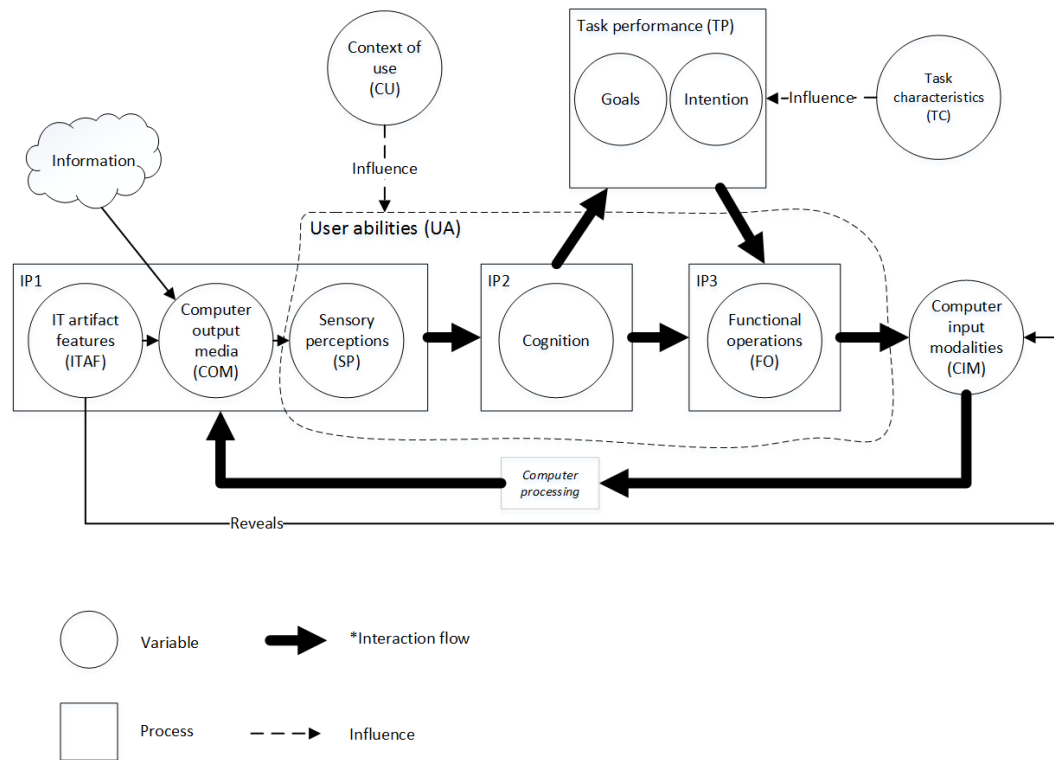 Task performance (TP)
Context of
use
(CU)
Goals
Intention
Influence
Task
characteristics
(TC)
Information
Influence
User abilities (UA)
IP1
IT artifact
features
(ITAF)
Computer
output
media
(COM)
Sensory
perceptions
(SP)
IP2
Cognition
IP3
Functional
operations
(FO)
Computer
input
modalities
(CIM)
Computer
processing
Reveals
Variable
*Interaction flow
Process
Influence